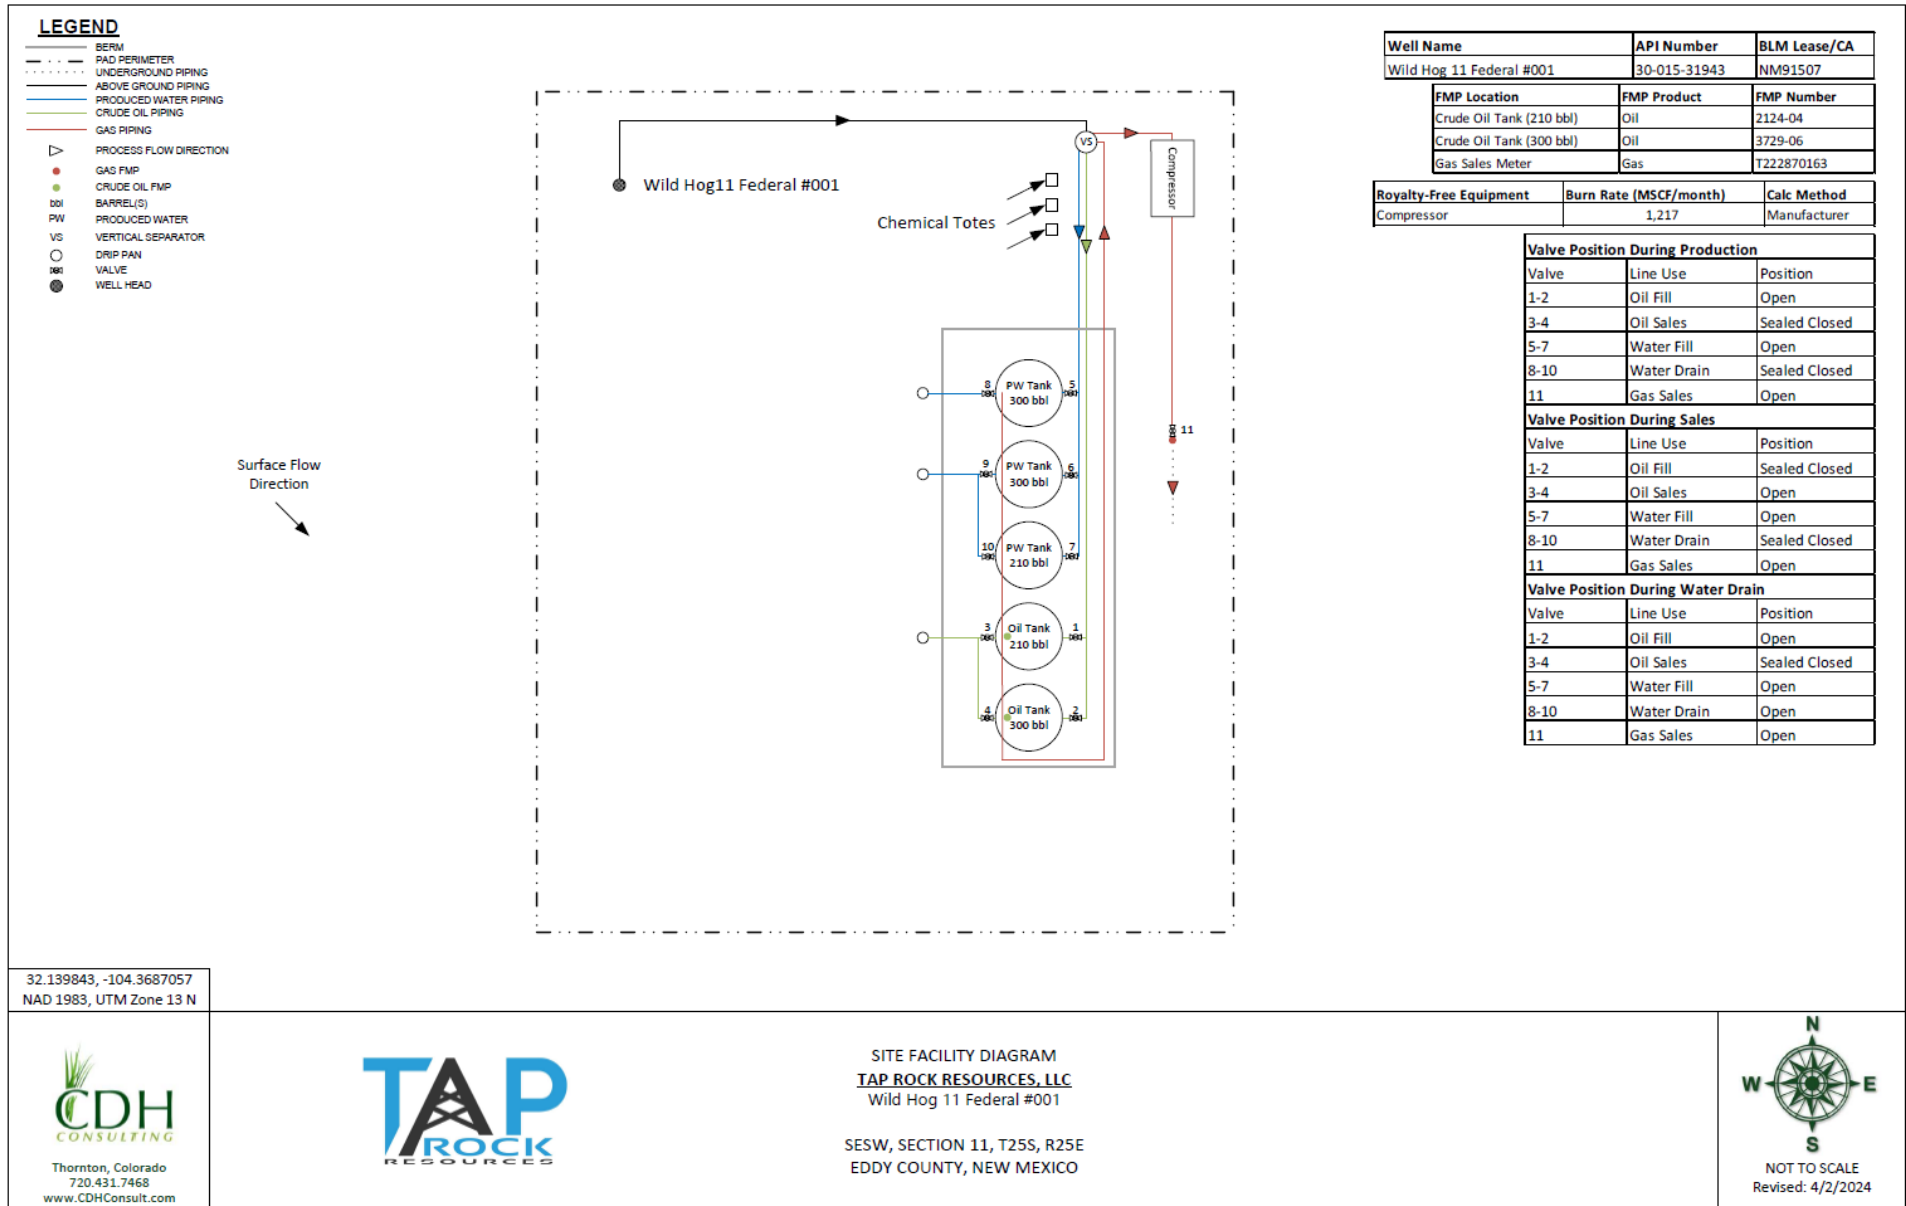 LEGEND
BERM
PAD PERIMETER
UNDERGROUND PIPING
ABOVE GROUND PIPING
PRODUCED WATER PIPING
CRUDE OIL PIPING
GAS PIPING
PROCESS FLOW DIRECTION
GAS FMP
CRUDE OIL FMP
bbl BARREL(S)
PW PRODUCED WATER
VS VERTICAL SEPARATOR
DRIP PAN
VALVE
WELL HEAD
Wild Hog11 Federal #001
VS
Compressor
Chemical Totes
8 PW Tank 5
300 bbl
9 PW Tank 6
300 bbl
10 PW Tank 7
210 bbl
3 Oil Tank 1
210 bbl
4 Oil Tank 2
300 bbl
11
Surface Flow
Direction
Well Name API Number BLM Lease/CA
Wild Hog 11 Federal #001 30-015-31943 NM91507
FMP Location FMP Product FMP Number
Crude Oil Tank (210 bbl) Oil 2124-04
Crude Oil Tank (300 bbl) Oil 3729-06
Gas Sales Meter Gas T222870163
Royalty-Free Equipment Burn Rate (MSCF/month) Calc Method
Compressor 1,217 Manufacturer
Valve Position During Production
Valve Line Use Position
1-2 Oil Fill Open
3-4 Oil Sales Sealed Closed
5-7 Water Fill Open
8-10 Water Drain Sealed Closed
11 Gas Sales Open
Valve Position During Sales
Valve Line Use Position
1-2 Oil Fill Sealed Closed
3-4 Oil Sales Open
5-7 Water Fill Open
8-10 Water Drain Sealed Closed
11 Gas Sales Open
Valve Position During Water Drain
Valve Line Use Position
1-2 Oil Fill Open
3-4 Oil Sales Sealed Closed
5-7 Water Fill Open
8-10 Water Drain Open
11 Gas Sales Open
32.139843, -104.3687057
NAD 1983, UTM Zone 13 N
CDH
CONSULTING
Thornton, Colorado
720.431.7468
www.CDHConsult.com
TAP
ROCK
RESOURCES
SITE FACILITY DIAGRAM
TAP ROCK RESOURCES, LLC
Wild Hog 11 Federal #001
SESW, SECTION 11, T25S, R25E
EDDY COUNTY, NEW MEXICO
N
W E
S
NOT TO SCALE
Revised: 4/2/2024